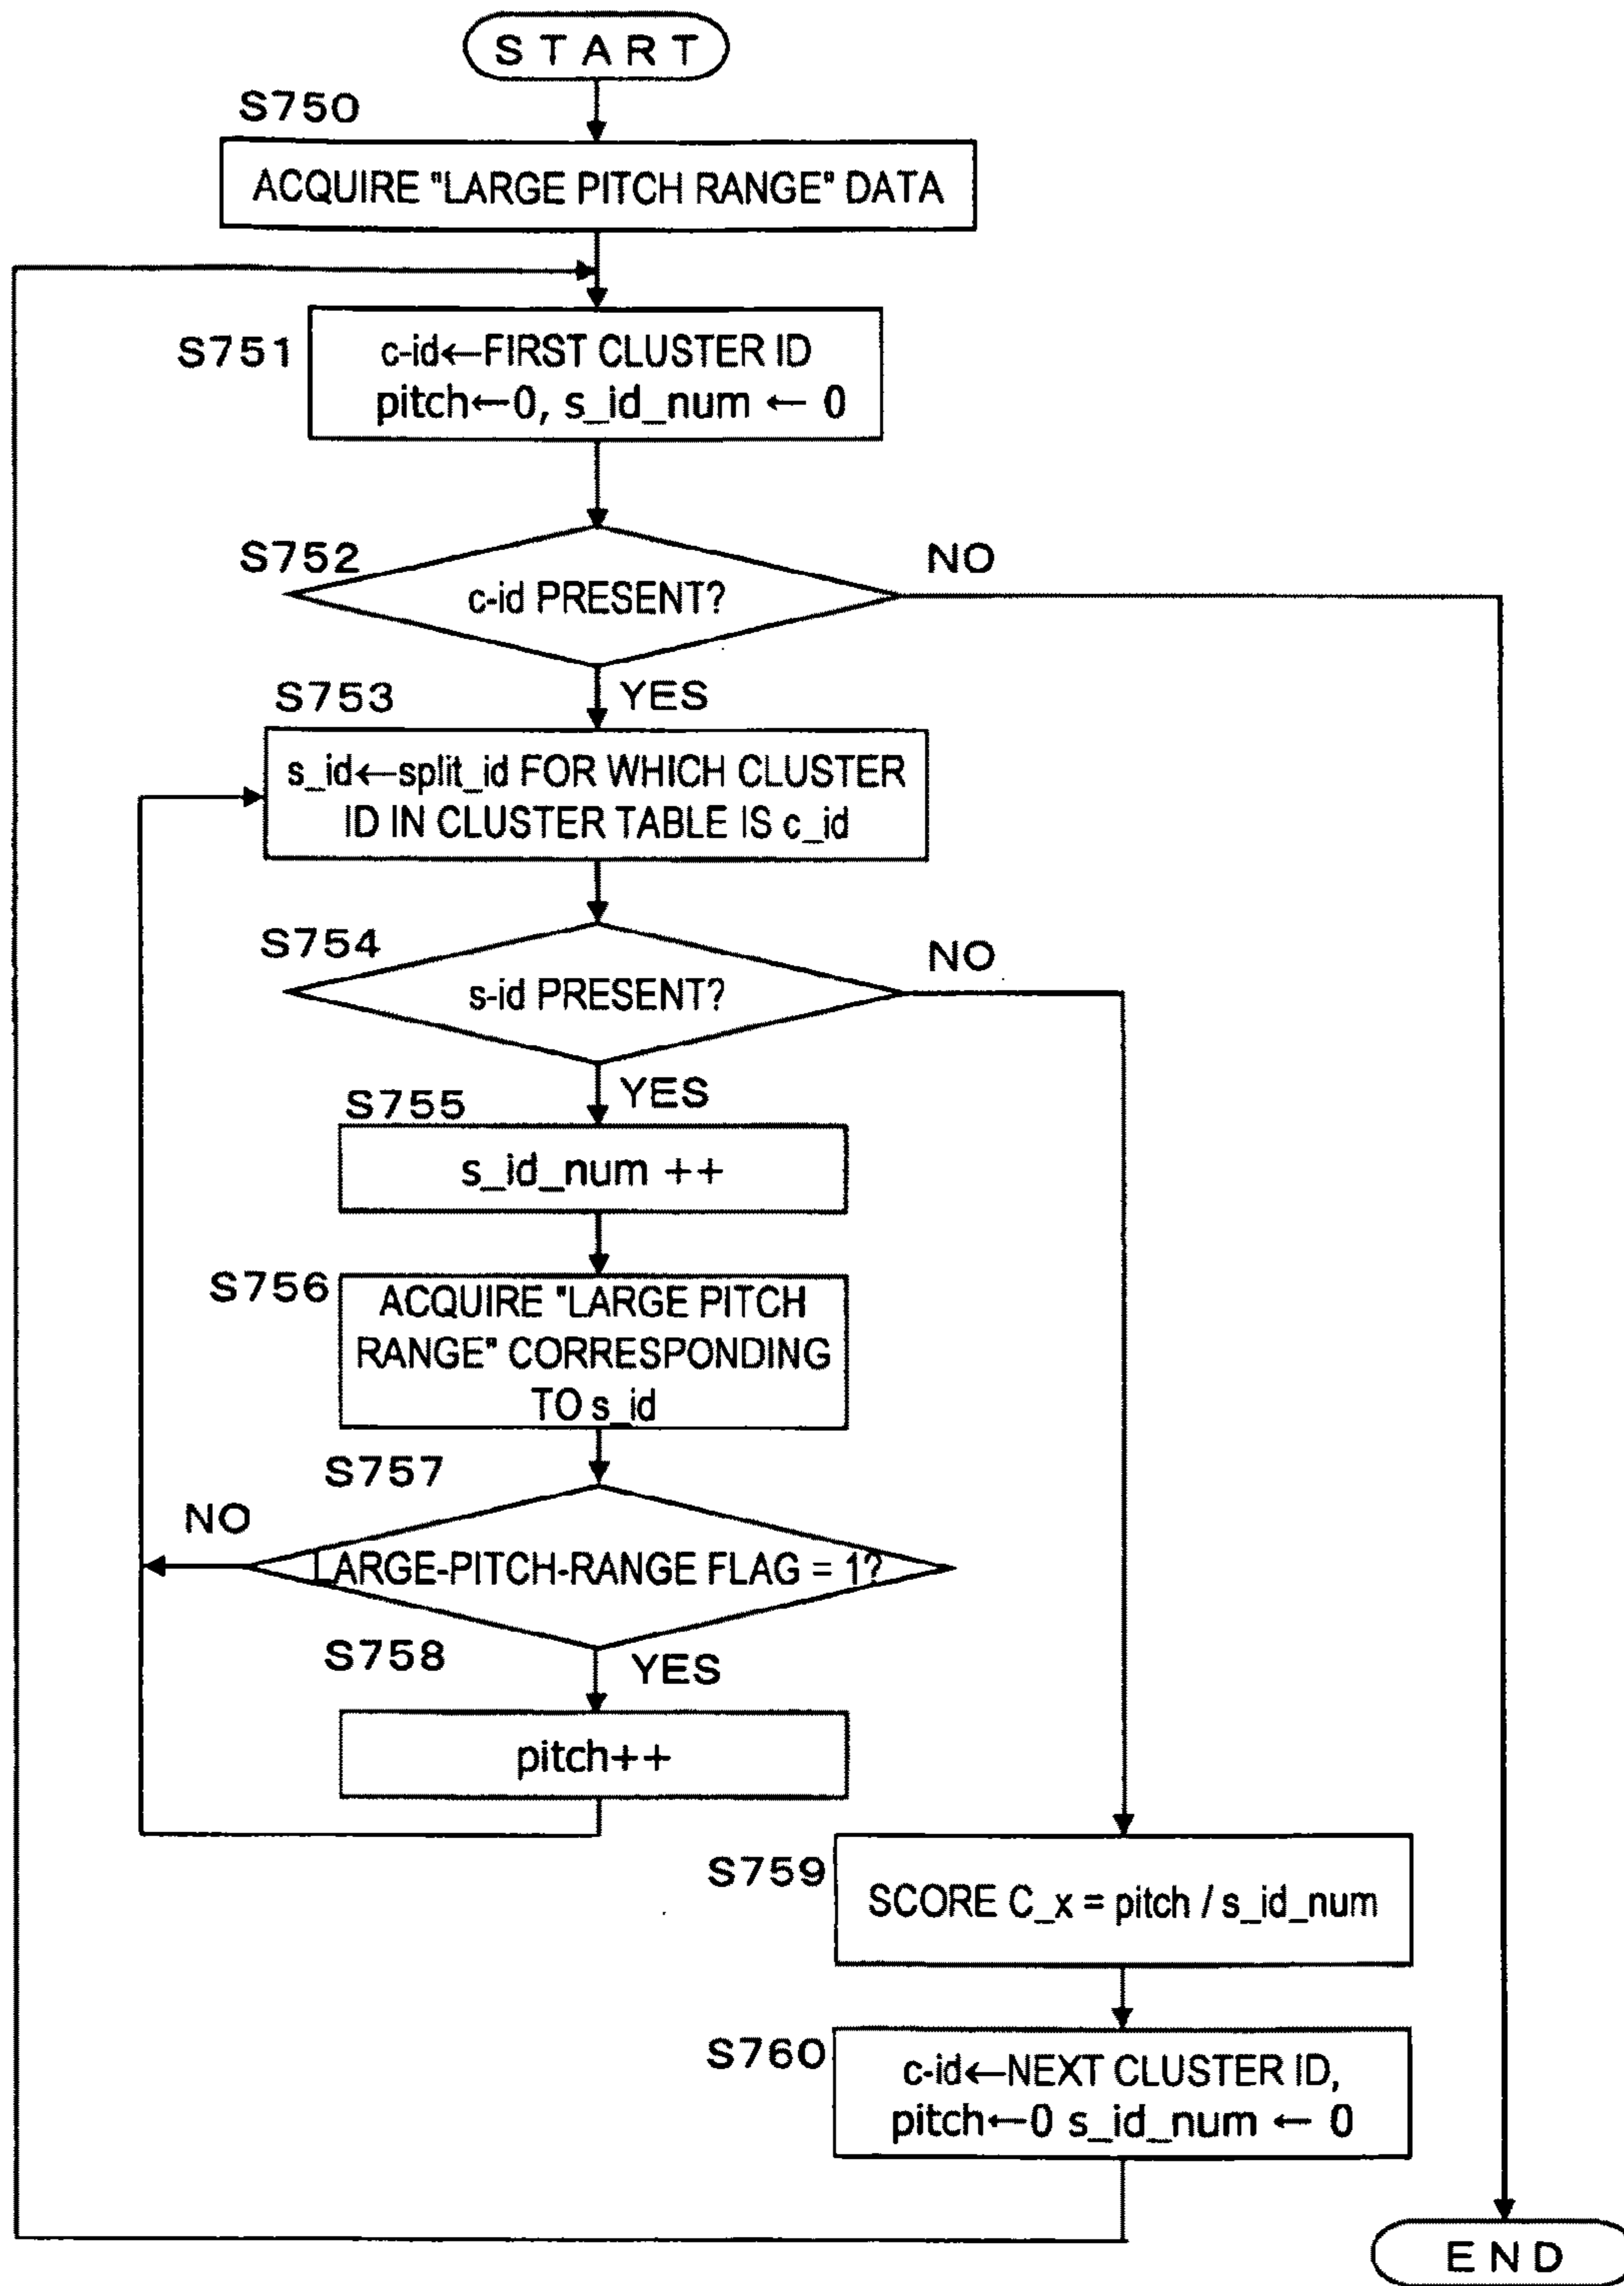 START
S750
ACQUIRE "LARGE PITCH RANGE" DATA
S751
c-id←FIRST CLUSTER ID
pitch←0, s_id_num ← 0
S752
c-id PRESENT?
NO
YES
S753
s_id←split_id FOR WHICH CLUSTER
ID IN CLUSTER TABLE IS c_id
S754
s-id PRESENT?
NO
YES
S755
s_id_num ++
S756
ACQUIRE "LARGE PITCH
RANGE" CORRESPONDING
TO s_id
S757
NO
LARGE-PITCH-RANGE FLAG = 1?
YES
S758
pitch++
S759
SCORE C_x = pitch / s_id_num
S760
c-id←NEXT CLUSTER ID,
pitch←0 s_id_num ← 0
END